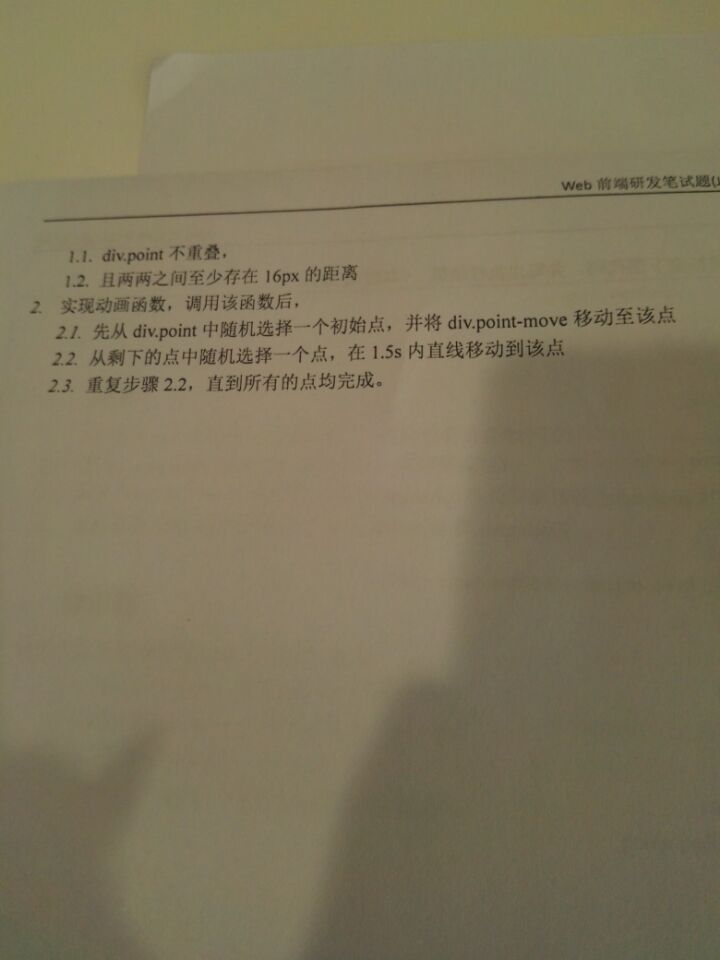 Web 前端研发笔试题(
1.1. div.point 不重叠，
1.2. 且两两之间至少存在 16px 的距离
2. 实现动画函数，调用该函数后，
2.1. 先从 div.point 中随机选择一个初始点，并将 div.point-move 移动至该点
2.2. 从剩下的点中随机选择一个点，在 1.5s 内直线移动到该点
2.3. 重复步骤 2.2，直到所有的点均完成。